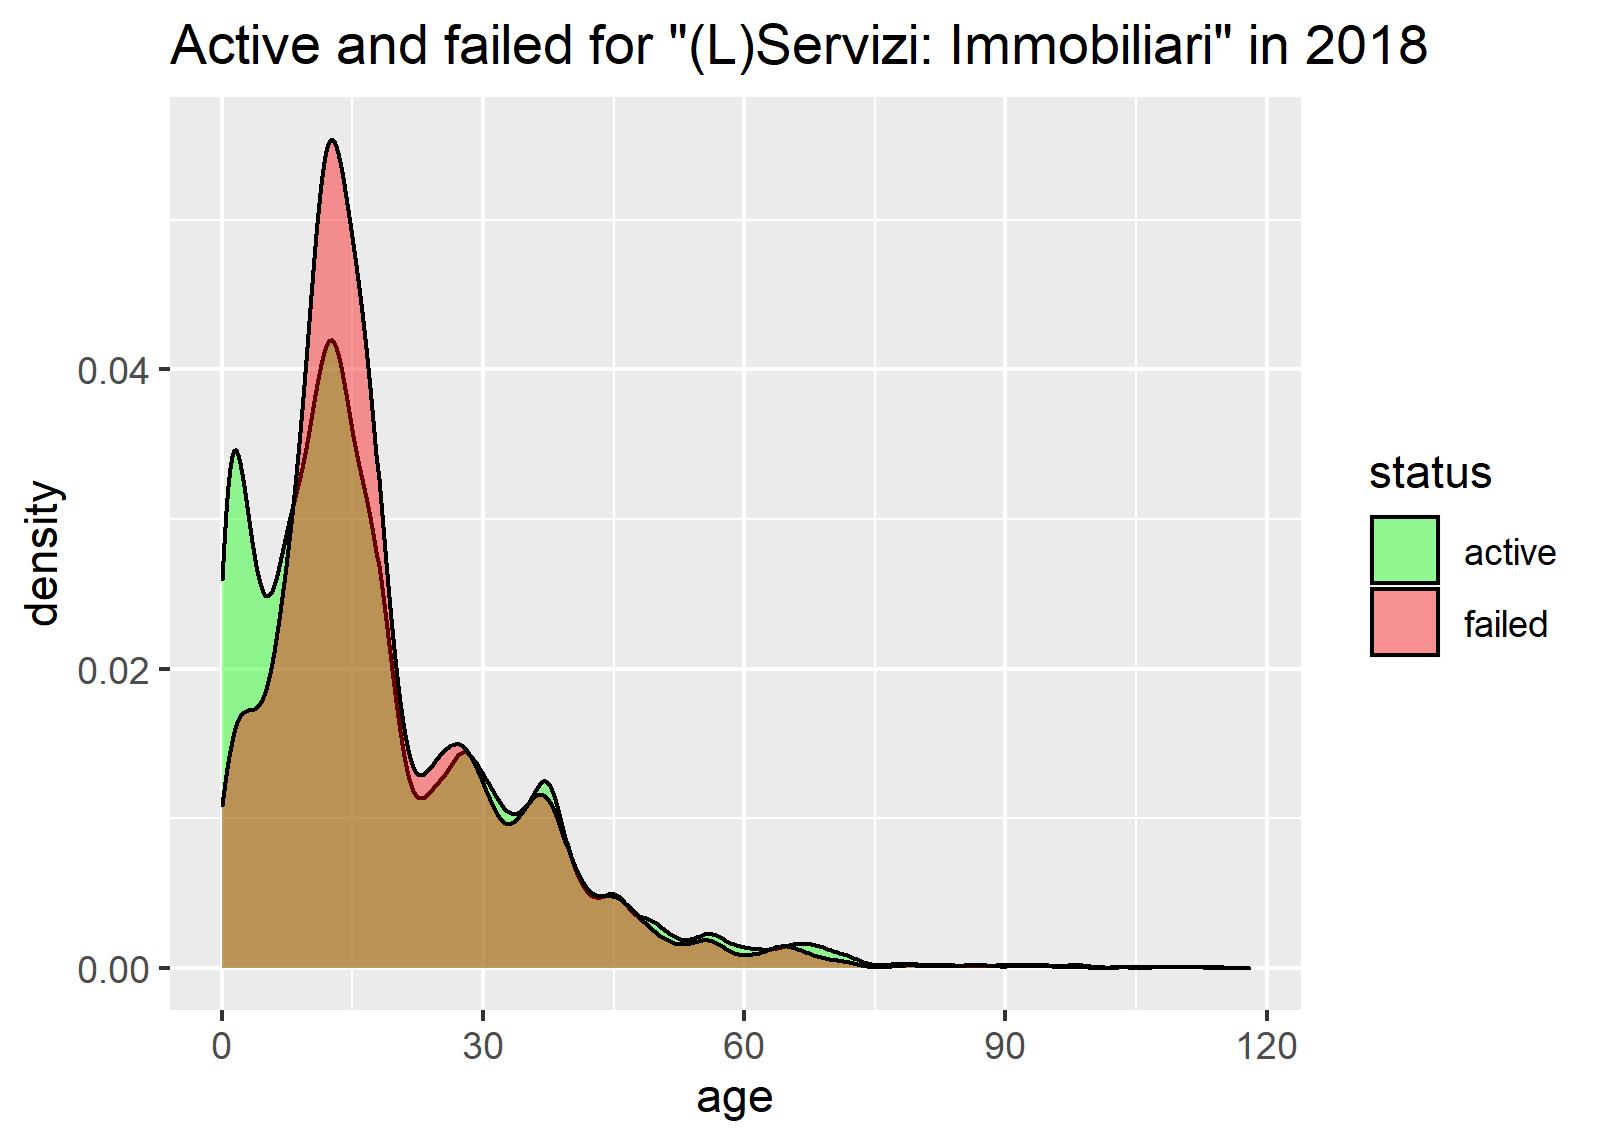 Active and failed for "(L)Servizi: Immobiliari" in 2018
density
0.04
0.02
0.00
0 30 60 90 120
age
status
active
failed